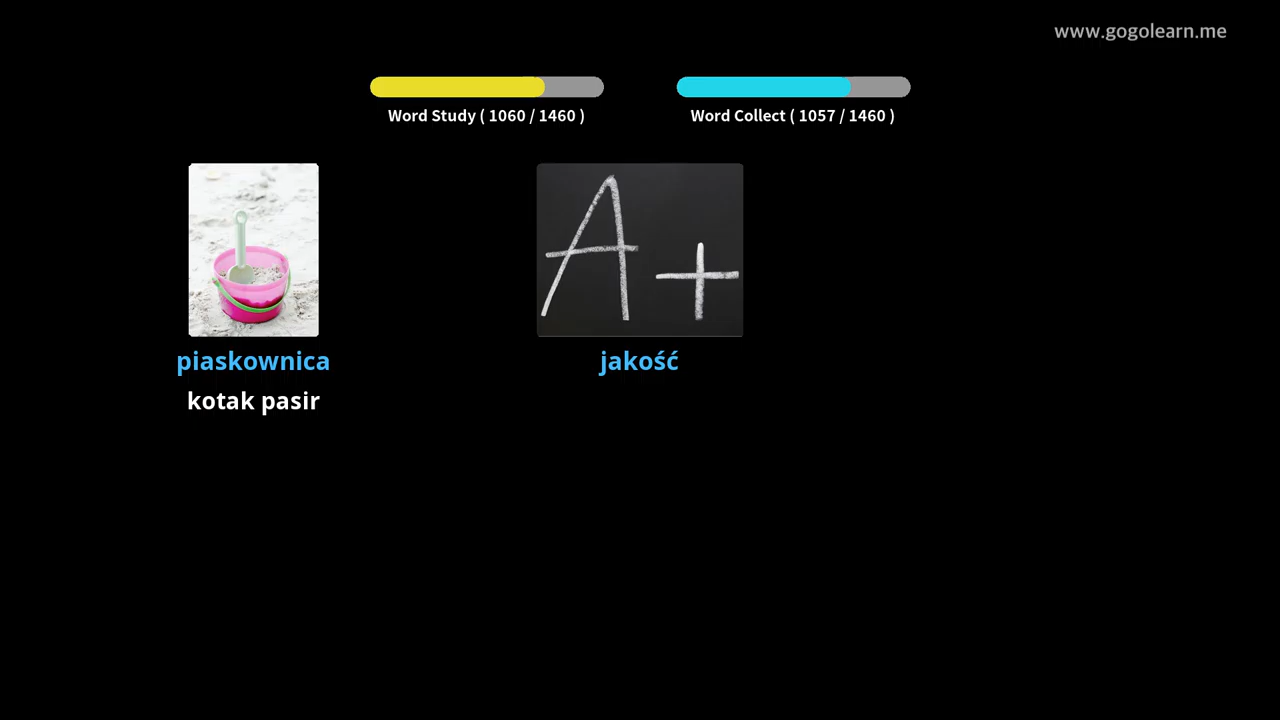 www.gogolearn.me
Word Study ( 1060 / 1460 )
Word Collect ( 1057 / 1460 )
A+
piaskownica
kotak pasir
jakość